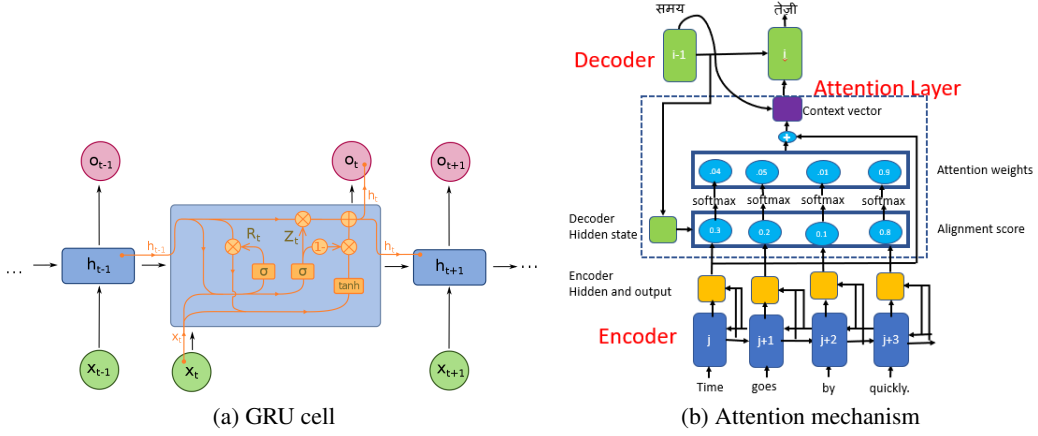 o_{t-1}
o_t
o_{t+1}
h_t
h_{t-1}
R_t
Z_t
h_t
1-
...
h_{t-1}
σ
σ
tanh
h_{t+1}
...
x_t
x_{t-1}
x_t
x_{t+1}
(a) GRU cell
समय
तेज़ी
Decoder
i-1
i
Attention Layer
Context vector
+
.04
.05
.01
0.9
Attention weights
softmax
softmax
softmax
softmax
Decoder
Hidden state
0.3
0.2
0.1
0.8
Alignment score
Encoder
Hidden and output
Encoder
j
j+1
j+2
j+3
Time
goes
by
quickly.
(b) Attention mechanism